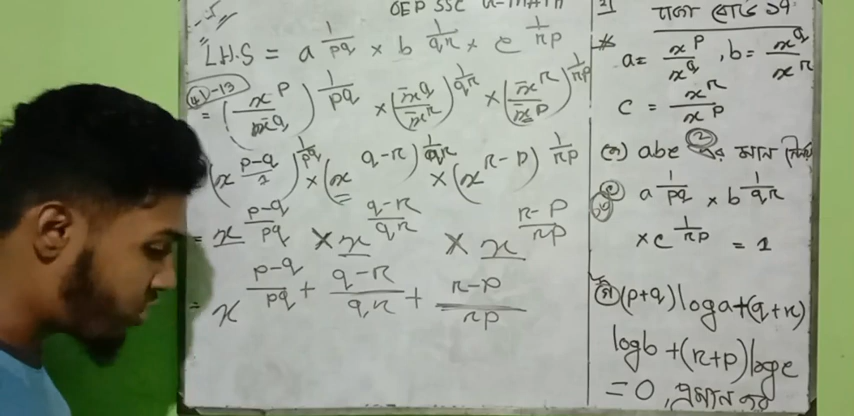 OEP SSC
L.H.S = a^{1/pq} × b^{1/qr} × c^{1/rp}
= (x^p/x^q)^{1/pq} × (x^q/x^r)^{1/qr} × (x^r/x^p)^{1/rp}
(x^{p-q})^{1/pq} × (x^{q-r})^{1/qr} × (x^{r-p})^{1/rp}
= x^{(p-q)/pq} × x^{(q-r)/qr} × x^{(r-p)/rp}
= x^{(p-q)/pq + (q-r)/qr + (r-p)/rp}
a = x^p/x^q , b = x^q/x^r
c = x^r/x^p
abc এর মান
a^{1/pq} × b^{1/qr}
× c^{1/rp} = 1
(p+q) loga+(q+r)
logb +(r+p)logc
= 0, প্রমান কর